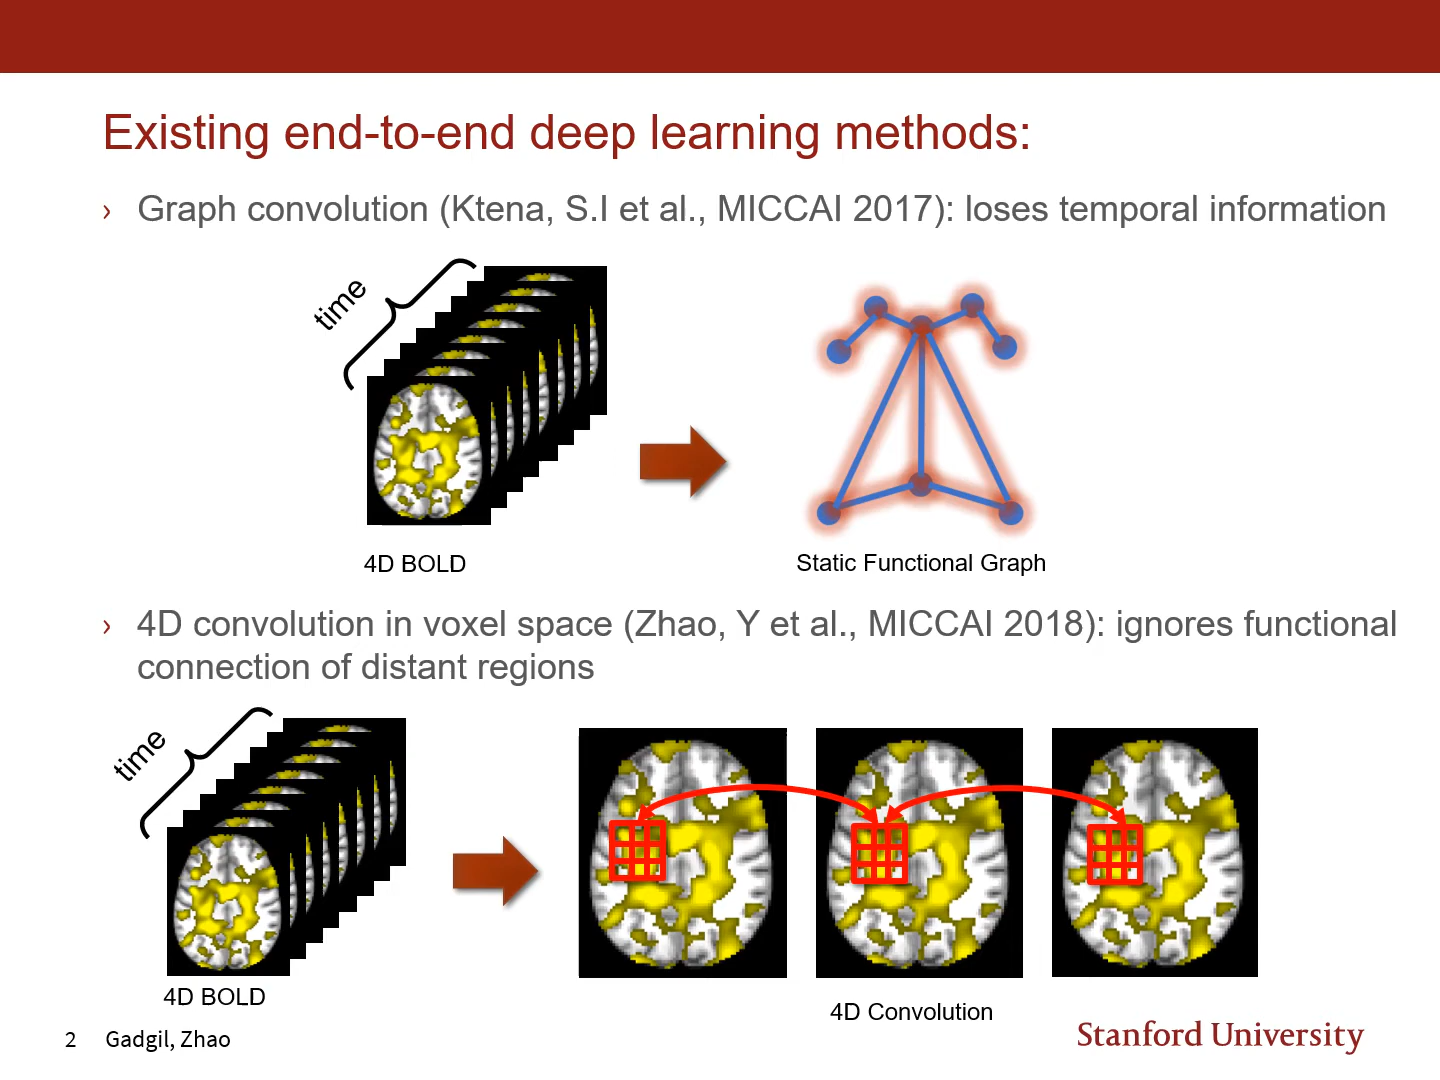 Existing end-to-end deep learning methods:
› Graph convolution (Ktena, S.I et al., MICCAI 2017): loses temporal information
time
4D BOLD
Static Functional Graph
› 4D convolution in voxel space (Zhao, Y et al., MICCAI 2018): ignores functional
connection of distant regions
time
4D BOLD
4D Convolution
2 Gadgil, Zhao
Stanford University